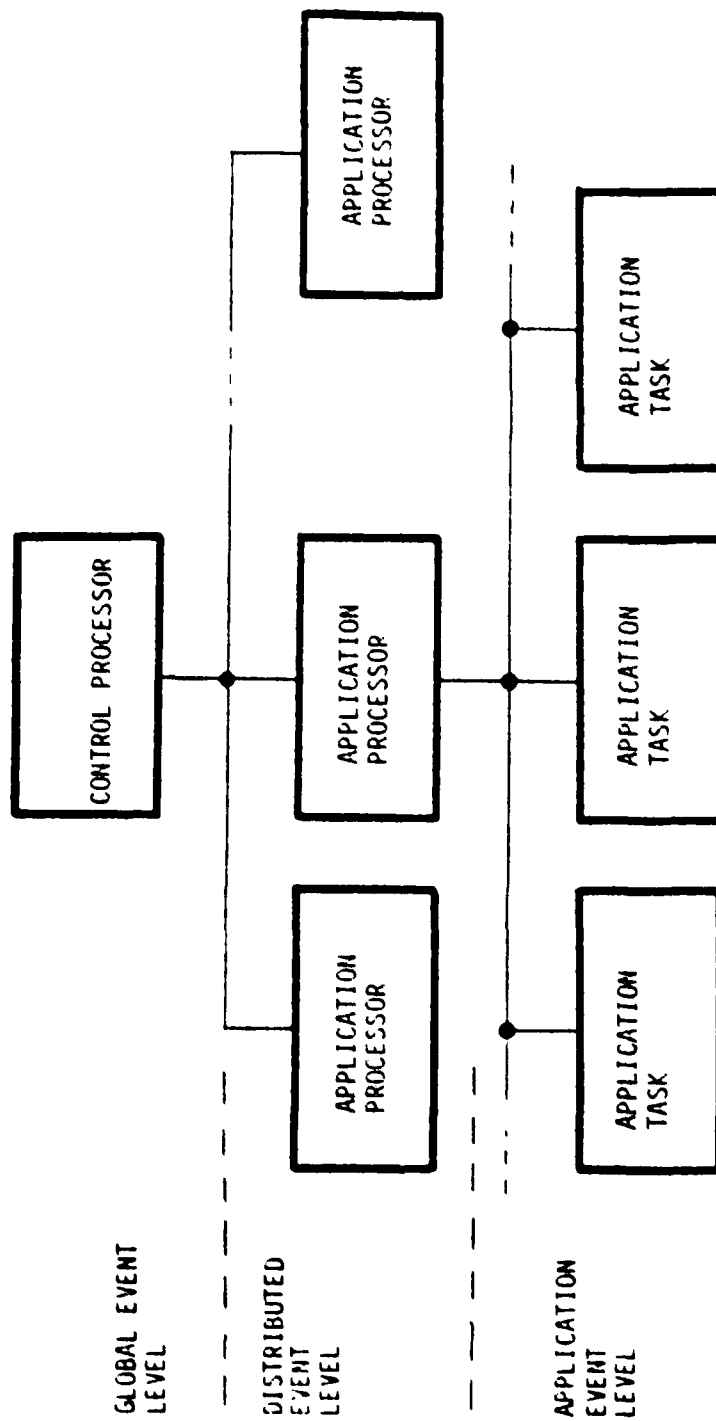 GLOBAL EVENT
LEVEL
CONTROL PROCESSOR
DISTRIBUTED
EVENT
LEVEL
APPLICATION
PROCESSOR
APPLICATION
PROCESSOR
APPLICATION
PROCESSOR
APPLICATION
EVENT
LEVEL
APPLICATION
TASK
APPLICATION
TASK
APPLICATION
TASK